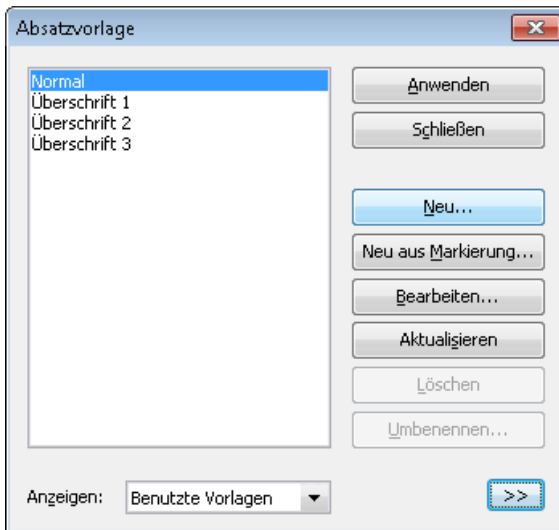 Absatzvorlage
Normal
Überschrift 1
Überschrift 2
Überschrift 3
Anwenden
Schließen
Neu...
Neu aus Markierung...
Bearbeiten...
Aktualisieren
Löschen
Umbenennen...
Anzeigen: Benutzte Vorlagen >>